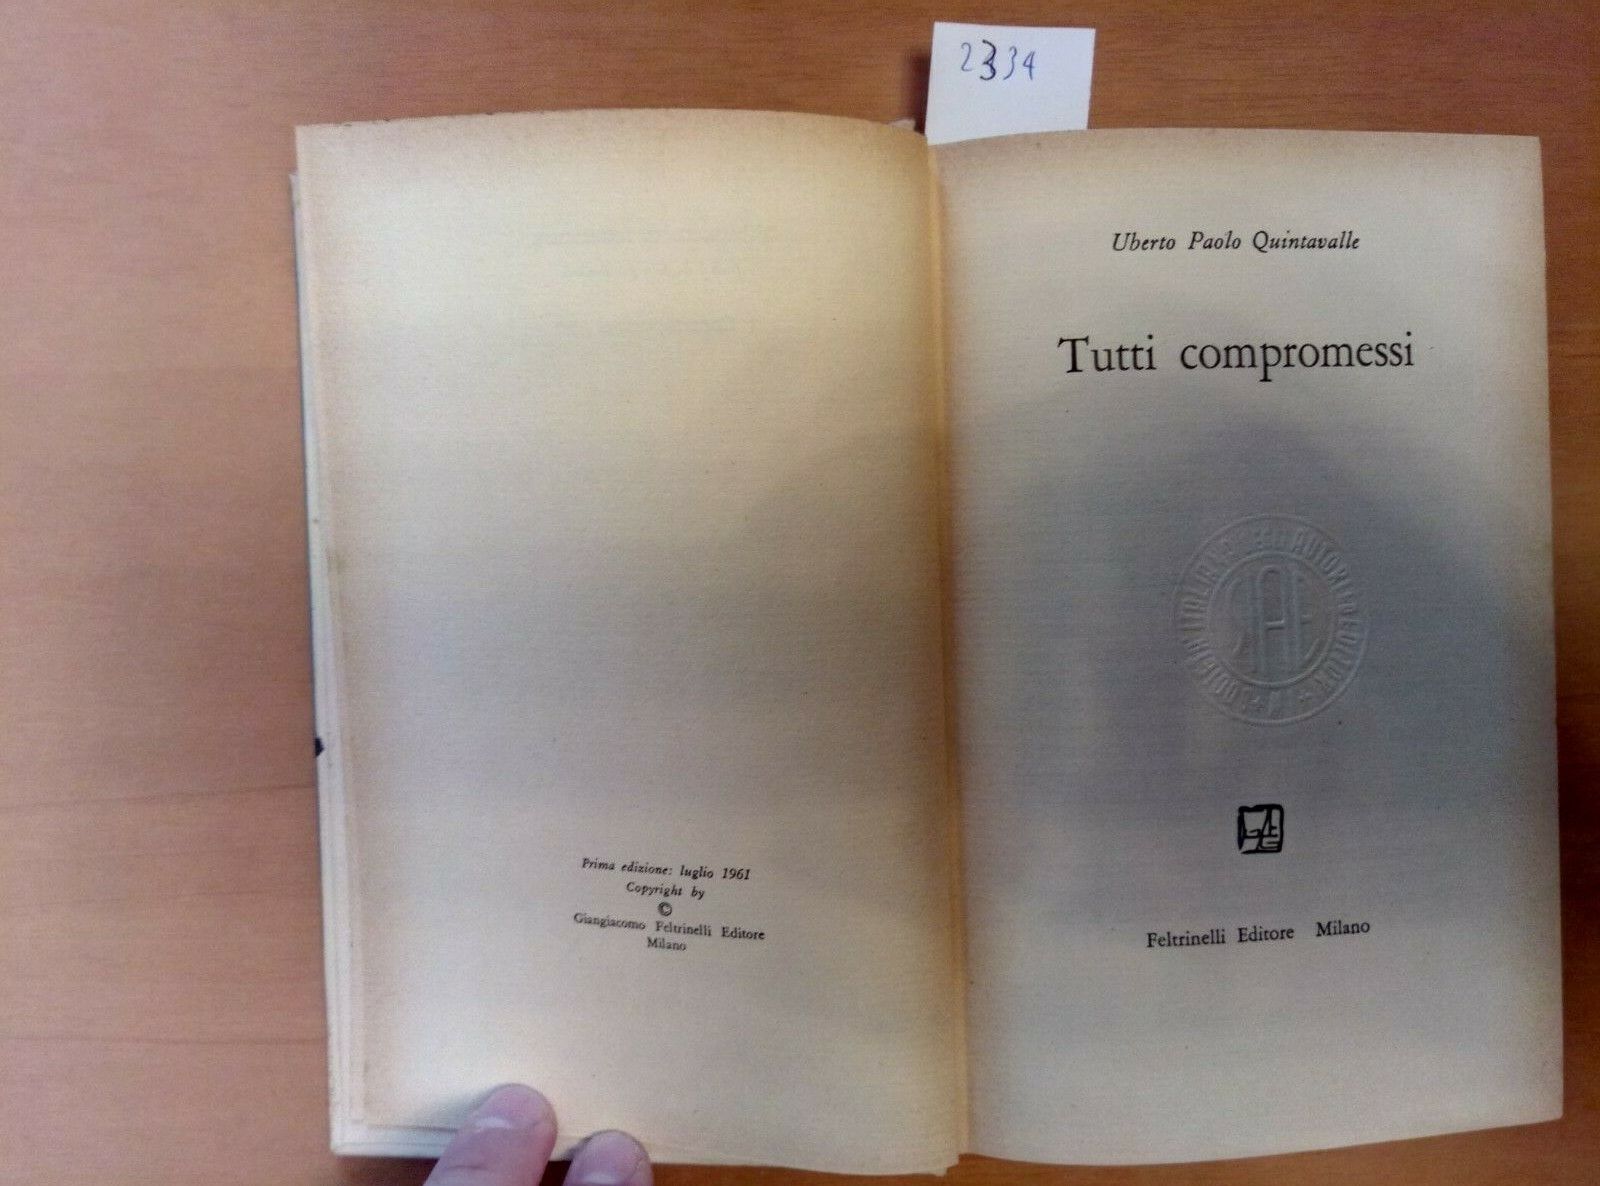 2334
Prima edizione: luglio 1961
Copyright by
©
Giangiacomo Feltrinelli Editore
Milano
Uberto Paolo Quintavalle
Tutti compromessi
SIAE
Feltrinelli Editore Milano